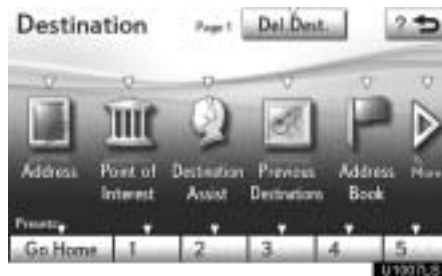 Destination Page 1 Del.Dest. ?
Address Point of Interest Destination Assist Previous Destinations Address Book More
Presets
Go Home 1 2 3 4 5